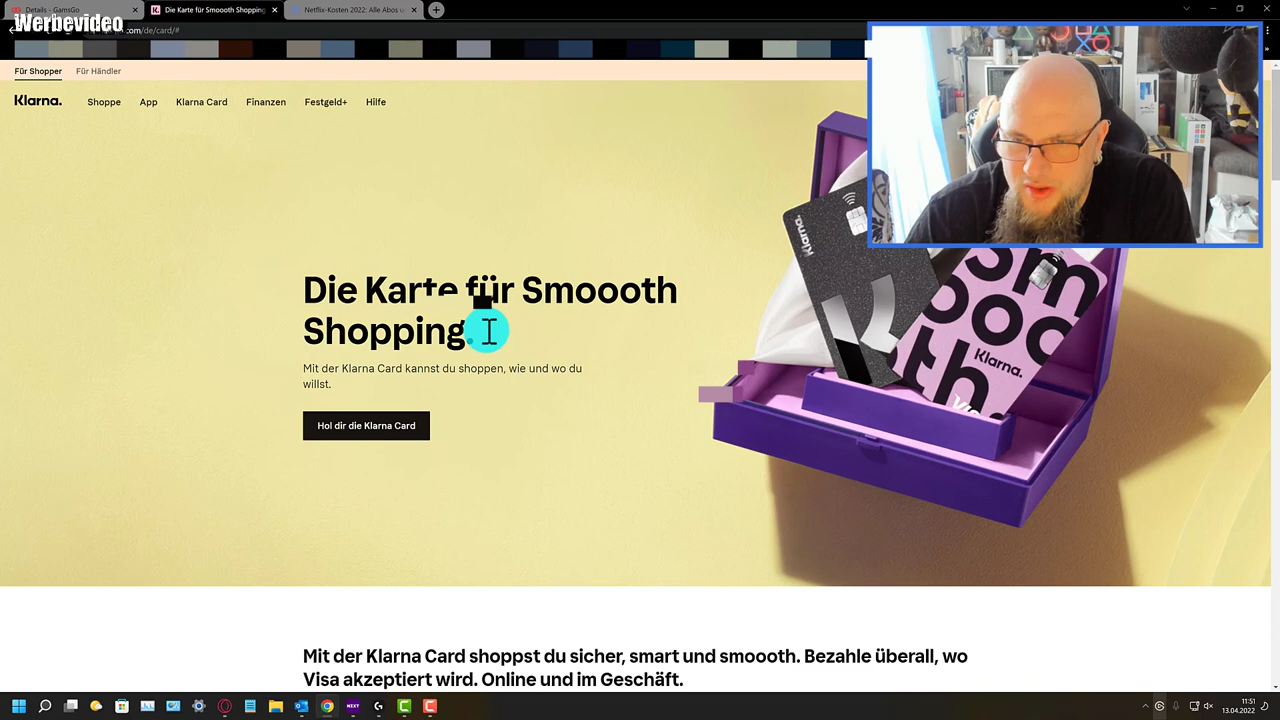 Werbevideo
Details - GamsGo
Die Karte für Smoooth Shopping
Netflix-Kosten 2022: Alle Abos
.com/de/card/#
Für Shopper Für Händler
Klarna. Shoppe App Klarna Card Finanzen Festgeld+ Hilfe
Die Karte für Smoooth
Shopping.
Mit der Klarna Card kannst du shoppen, wie und wo du
willst.
Hol dir die Klarna Card
Klarna.
Klarna.
Mit der Klarna Card shoppst du sicher, smart und smoooth. Bezahle überall, wo
Visa akzeptiert wird. Online und im Geschäft.
NEXT
11:51
13.04.2022